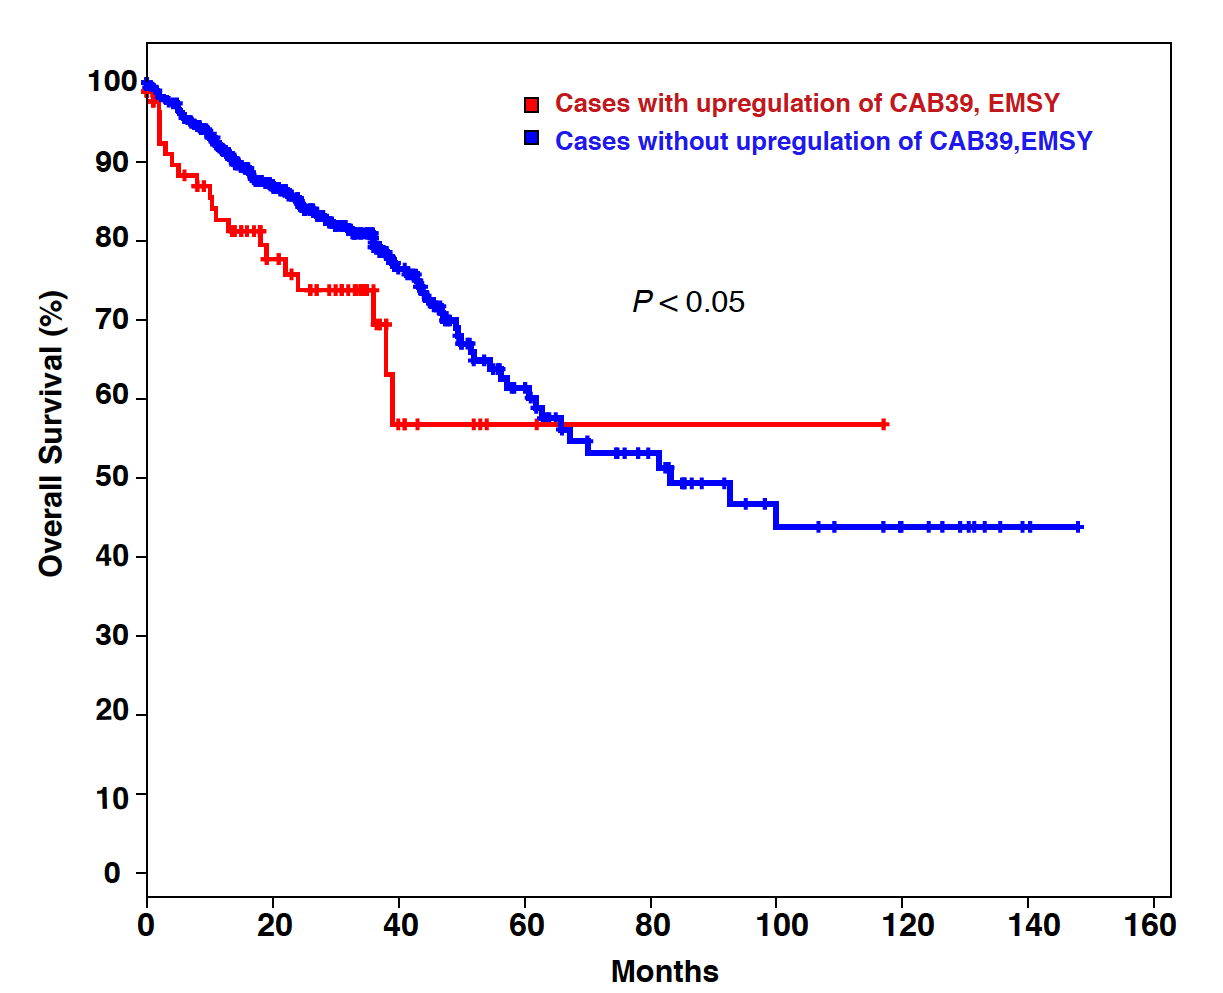 100
90
80
70
60
50
40
30
20
10
0
Overall Survival (%)
Cases with upregulation of CAB39, EMSY
Cases without upregulation of CAB39,EMSY
P < 0.05
0 20 40 60 80 100 120 140 160
Months